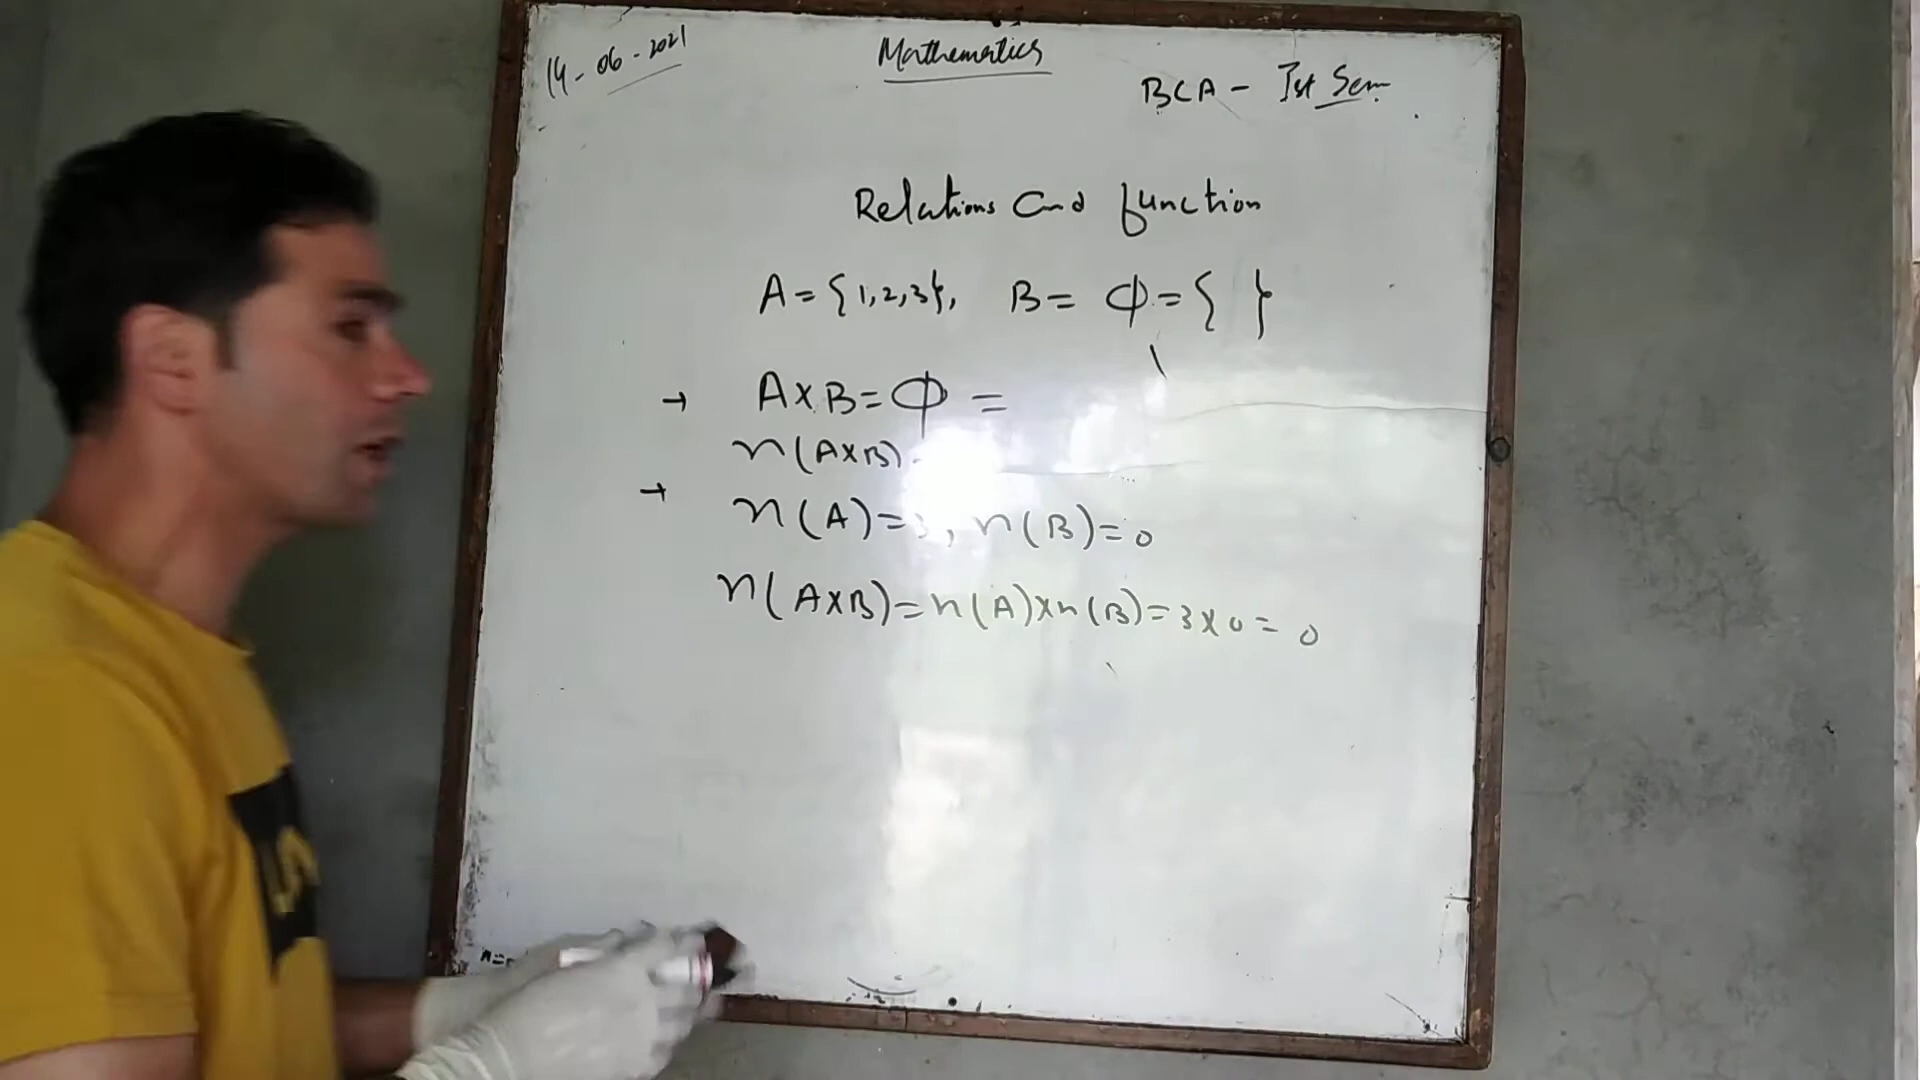 14-06-2021
Mathematics
BCA - Ist Sem
Relations and function
A = {1,2,3}, B = ϕ = { }
→ A×B = ϕ =
n(A×B)
→ n(A) = 3, n(B) = 0
n(A×B) = n(A)×n(B) = 3×0 = 0